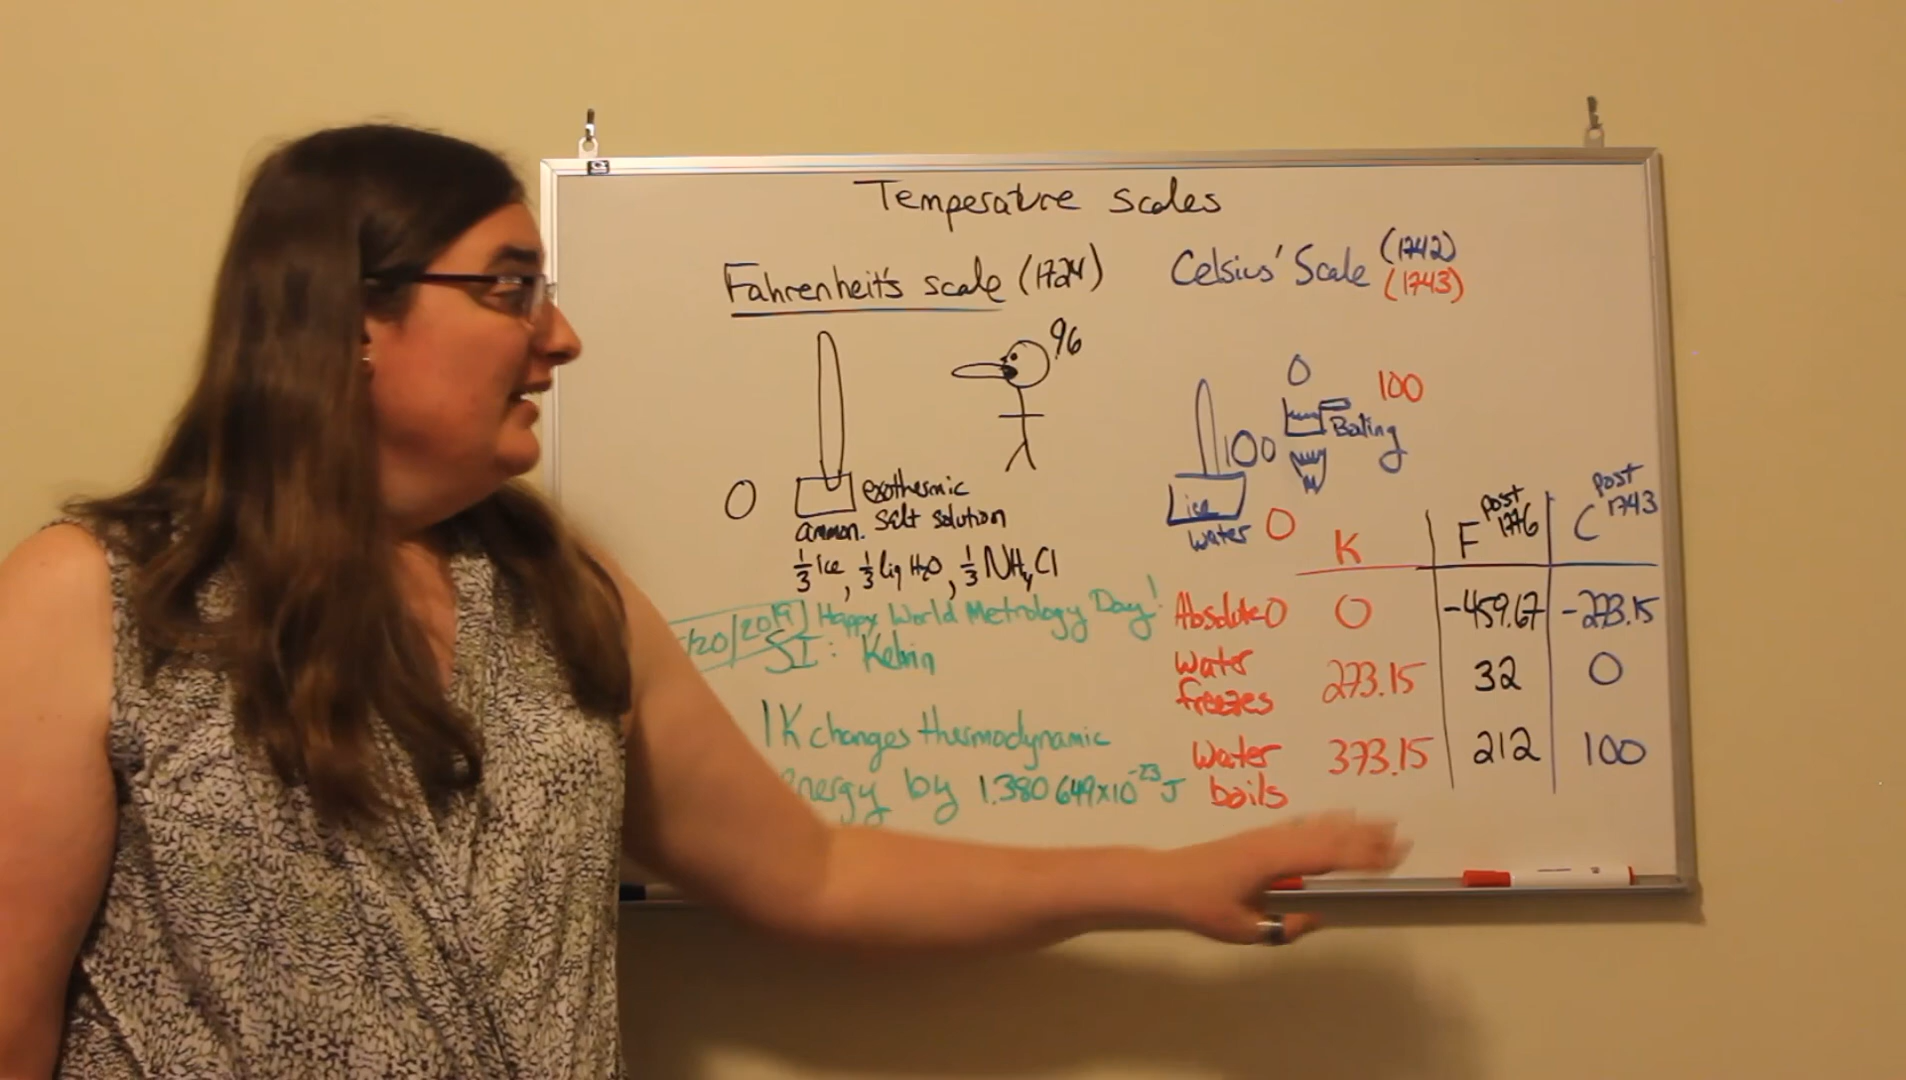 Temperature Scales
Fahrenheit's scale (1724)
Celsius' Scale (1742)
(1743)
96
0
100
100
Boiling
0
exothermic
ammon. salt solution
1/3 ice, 1/3 liq H2O, 1/3 NH4Cl
ice
water
0
K
F post 1776
C post 1743
/20/2019 Happy World Metrology Day!
SI: Kelvin
1K changes thermodynamic
energy by 1.380649x10^-23 J
Absolute 0 0 -459.67 -273.15
Water freezes 273.15 32 0
Water boils 373.15 212 100